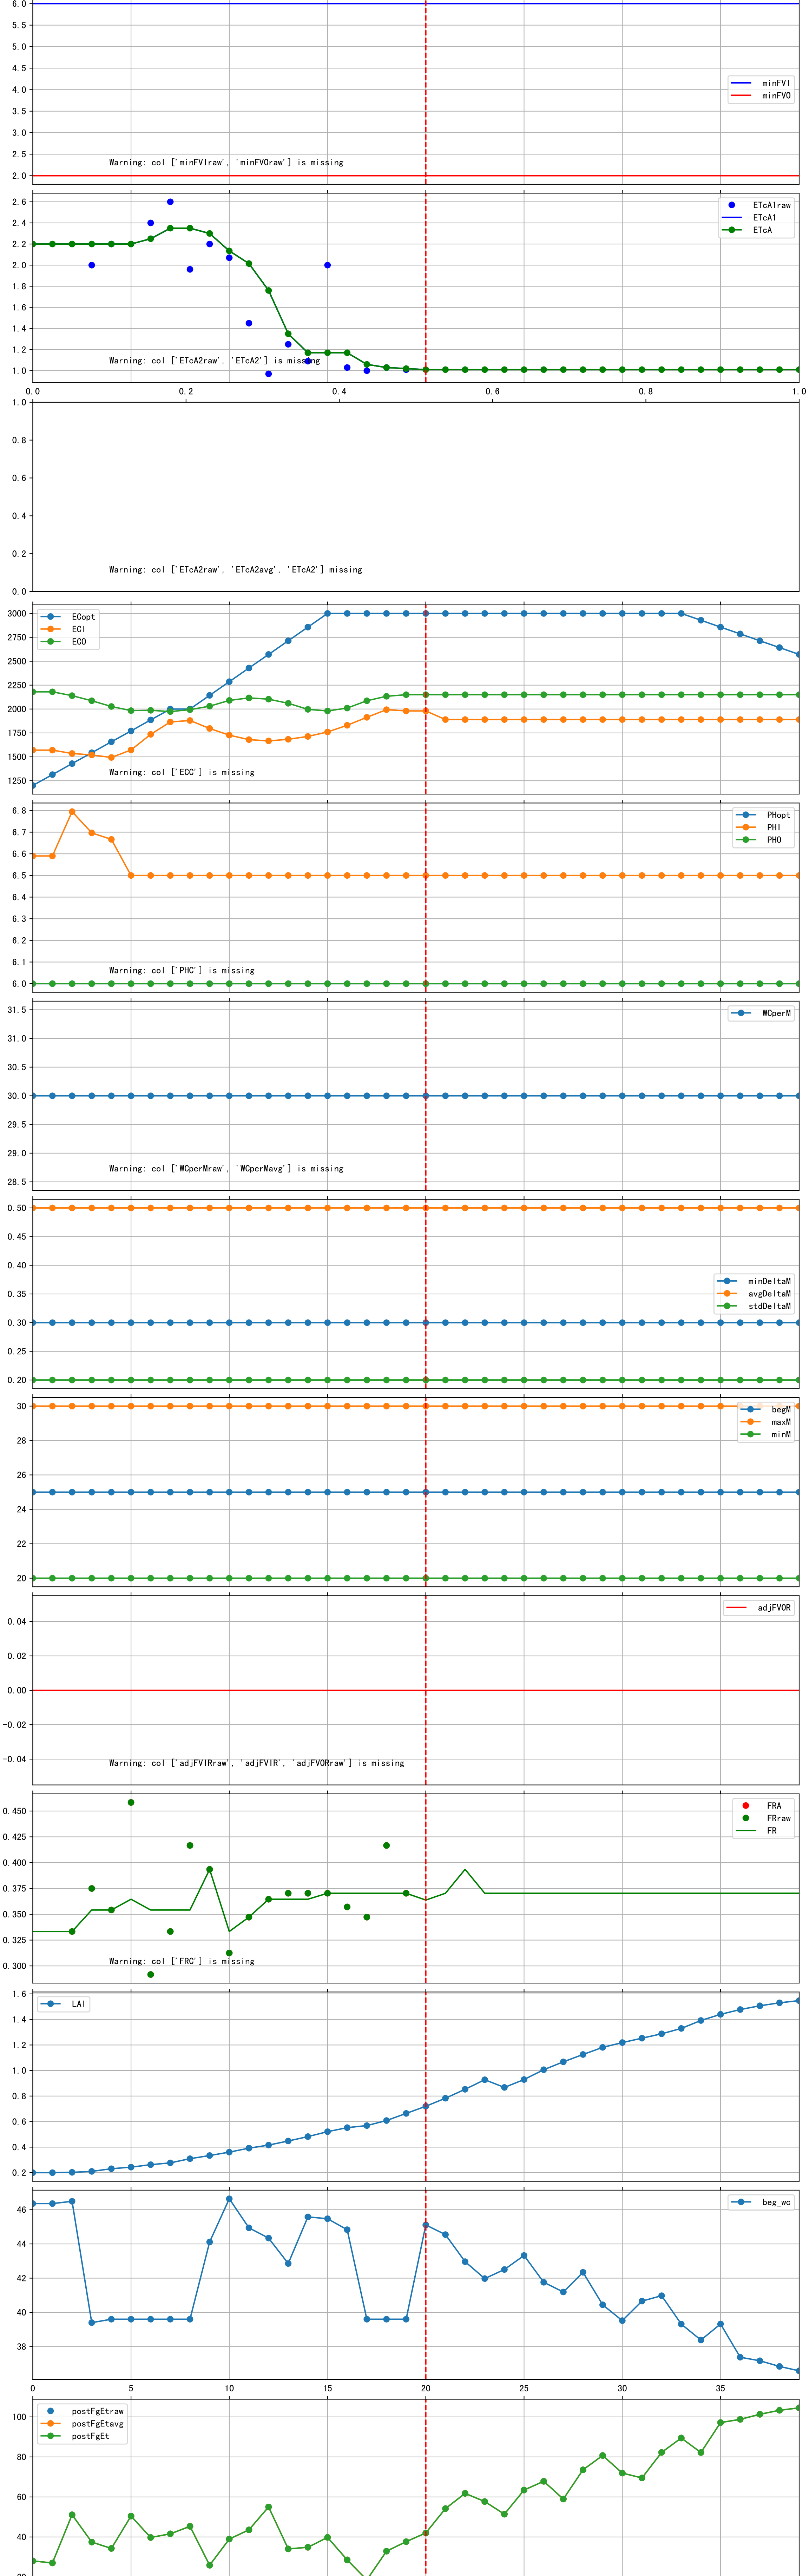 6.0
5.5
5.0
4.5
4.0
3.5
3.0
2.5
2.0
minFVI
minFVO
Warning: col ['minFVIraw', 'minFVOraw'] is missing
2.6
2.4
2.2
2.0
1.8
1.6
1.4
1.2
1.0
ETcA1raw
ETcA1
ETcA
Warning: col ['ETcA2raw', 'ETcA2'] is missing
0.0 0.2 0.4 0.6 0.8 1.0
1.0
0.8
0.6
0.4
0.2
0.0
Warning: col ['ETcA2raw', 'ETcA2avg', 'ETcA2'] missing
3000
2750
2500
2250
2000
1750
1500
1250
ECopt
ECI
ECO
Warning: col ['ECC'] is missing
6.8
6.7
6.6
6.5
6.4
6.3
6.2
6.1
6.0
PHopt
PHI
PHO
Warning: col ['PHC'] is missing
31.5
31.0
30.5
30.0
29.5
29.0
28.5
WCperM
Warning: col ['WCperMraw', 'WCperMavg'] is missing
0.50
0.45
0.40
0.35
0.30
0.25
0.20
minDeltaM
avgDeltaM
stdDeltaM
30
28
26
24
22
20
begM
maxM
minM
0.04
0.02
0.00
−0.02
−0.04
adjFVOR
Warning: col ['adjFVIRraw', 'adjFVIR', 'adjFVORraw'] is missing
0.450
0.425
0.400
0.375
0.350
0.325
0.300
FRA
FRraw
FR
Warning: col ['FRC'] is missing
1.6
1.4
1.2
1.0
0.8
0.6
0.4
0.2
LAI
46
44
42
40
38
beg_wc
0 5 10 15 20 25 30 35
100
80
60
40
postFgEtraw
postFgEtavg
postFgEt